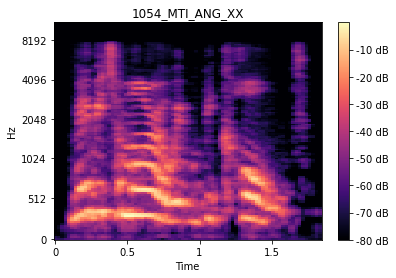 1054_MTI_ANG_XX
8192
4096
2048
1024
512
0
Hz
0
0.5
1
1.5
Time
-10 dB
-20 dB
-30 dB
-40 dB
-50 dB
-60 dB
-70 dB
-80 dB